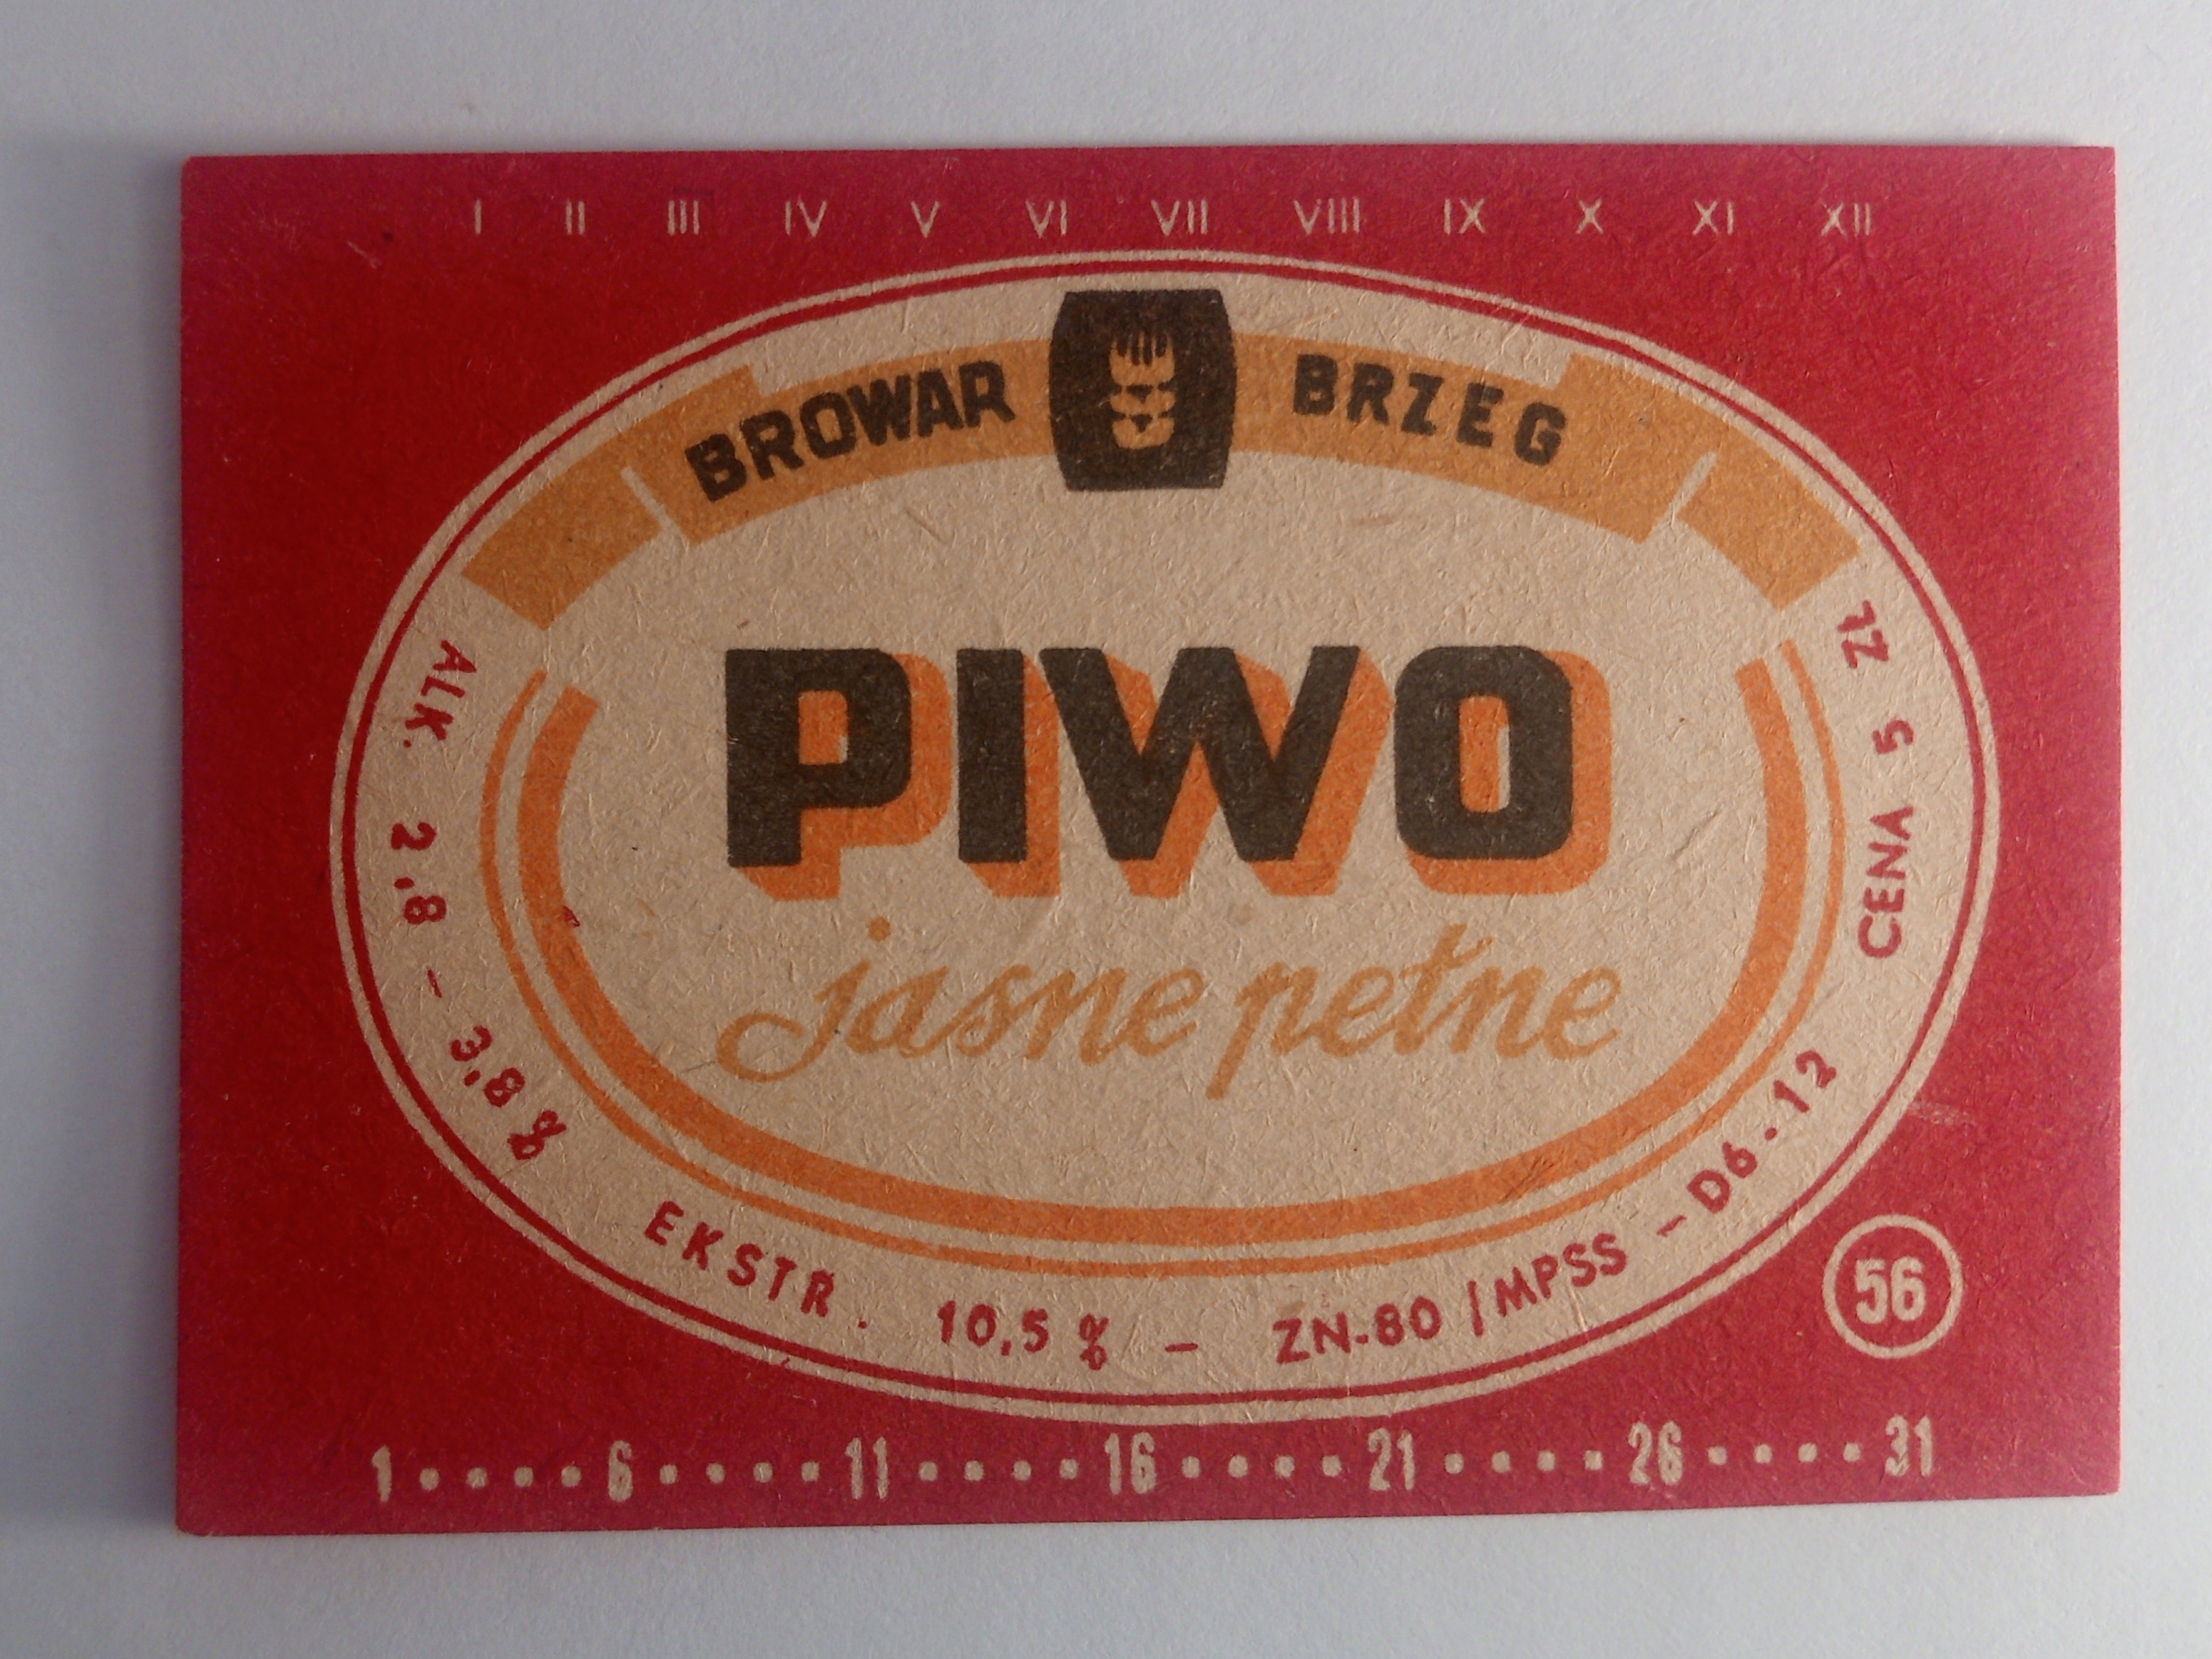 I II III IV V VI VII VIII IX X XI XII
BROWAR BRZEG
PIWO
jasne pełne
ALK. 2,8 - 3,8 % EKSTR. 10,5 % - ZN-80/MPSS - D6-12 CENA 5 ZŁ
56
1 • • • • 6 • • • • 11 • • • • 16 • • • • 21 • • • • 26 • • • • 31